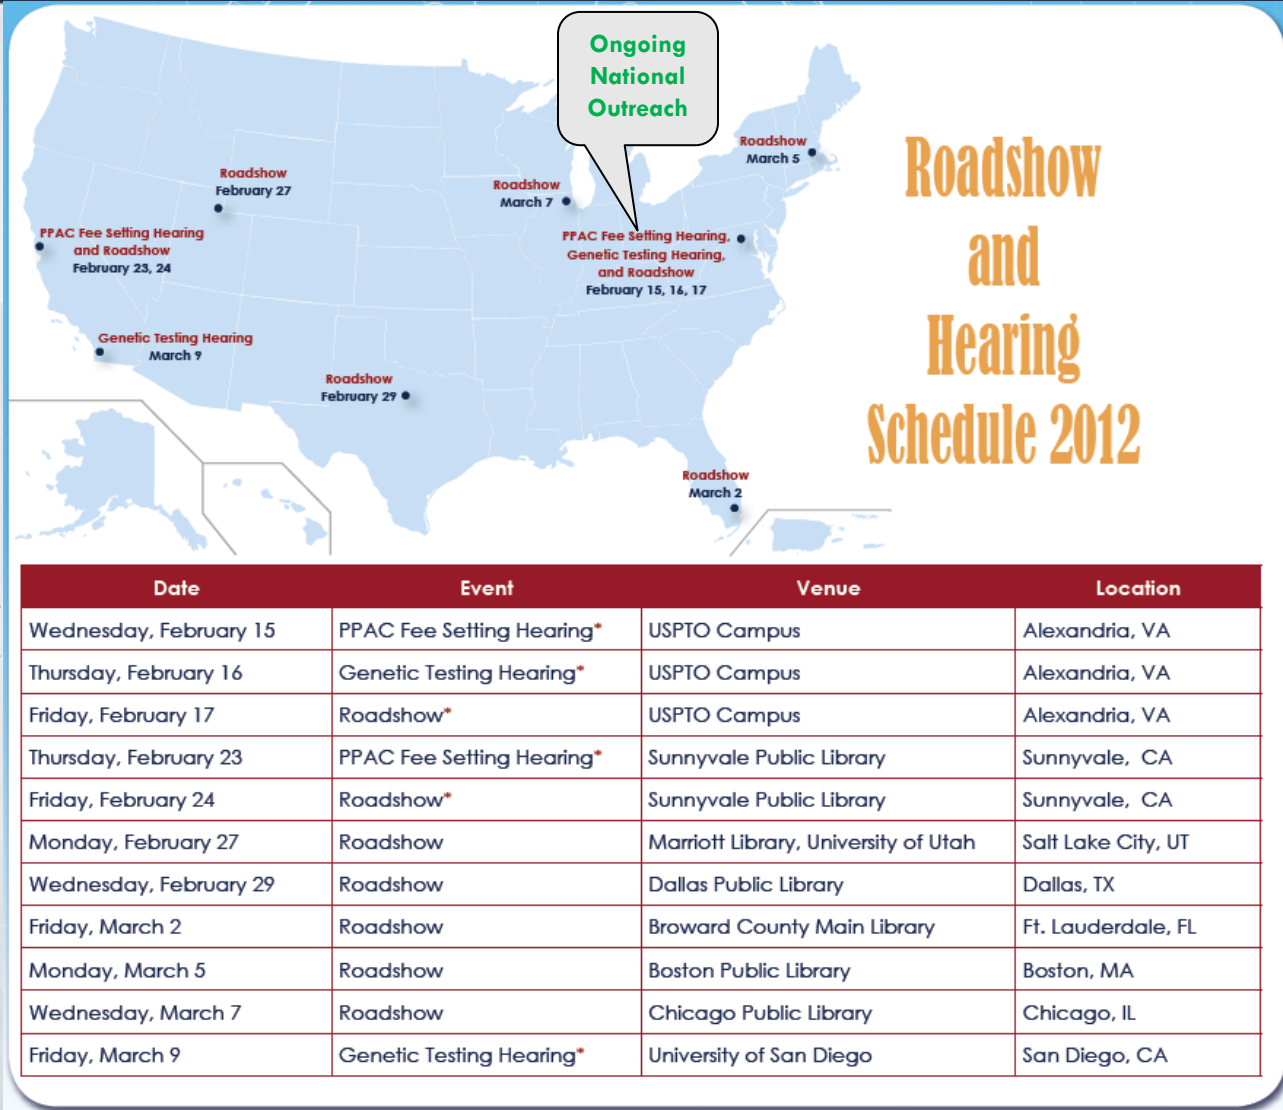 Ongoing
National
Outreach
Roadshow
March 5
Roadshow
February 27
Roadshow
March 7
PPAC Fee Setting Hearing
and Roadshow
February 23, 24
PPAC Fee Setting Hearing,
Genetic Testing Hearing,
and Roadshow
February 15, 16, 17
Genetic Testing Hearing
March 9
Roadshow
February 29
Roadshow
March 2
Roadshow
and
Hearing
Schedule 2012
Date Event Venue Location
Wednesday, February 15 PPAC Fee Setting Hearing* USPTO Campus Alexandria, VA
Thursday, February 16 Genetic Testing Hearing* USPTO Campus Alexandria, VA
Friday, February 17 Roadshow* USPTO Campus Alexandria, VA
Thursday, February 23 PPAC Fee Setting Hearing* Sunnyvale Public Library Sunnyvale, CA
Friday, February 24 Roadshow* Sunnyvale Public Library Sunnyvale, CA
Monday, February 27 Roadshow Marriott Library, University of Utah Salt Lake City, UT
Wednesday, February 29 Roadshow Dallas Public Library Dallas, TX
Friday, March 2 Roadshow Broward County Main Library Ft. Lauderdale, FL
Monday, March 5 Roadshow Boston Public Library Boston, MA
Wednesday, March 7 Roadshow Chicago Public Library Chicago, IL
Friday, March 9 Genetic Testing Hearing* University of San Diego San Diego, CA